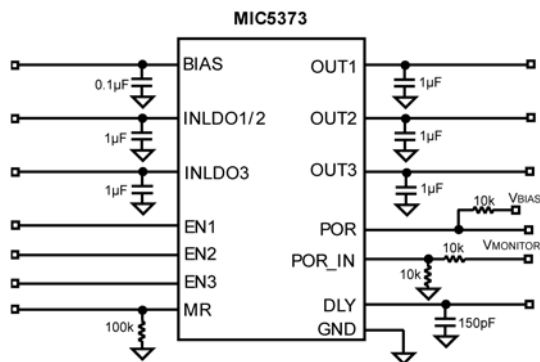 MIC5373
BIAS
0.1µF
INLDO1/2
1µF
INLDO3
1µF
EN1
EN2
EN3
MR
100k
OUT1
1µF
OUT2
1µF
OUT3
1µF
10k
VBIAS
POR
POR_IN
10k
VMONITOR
10k
DLY
150pF
GND